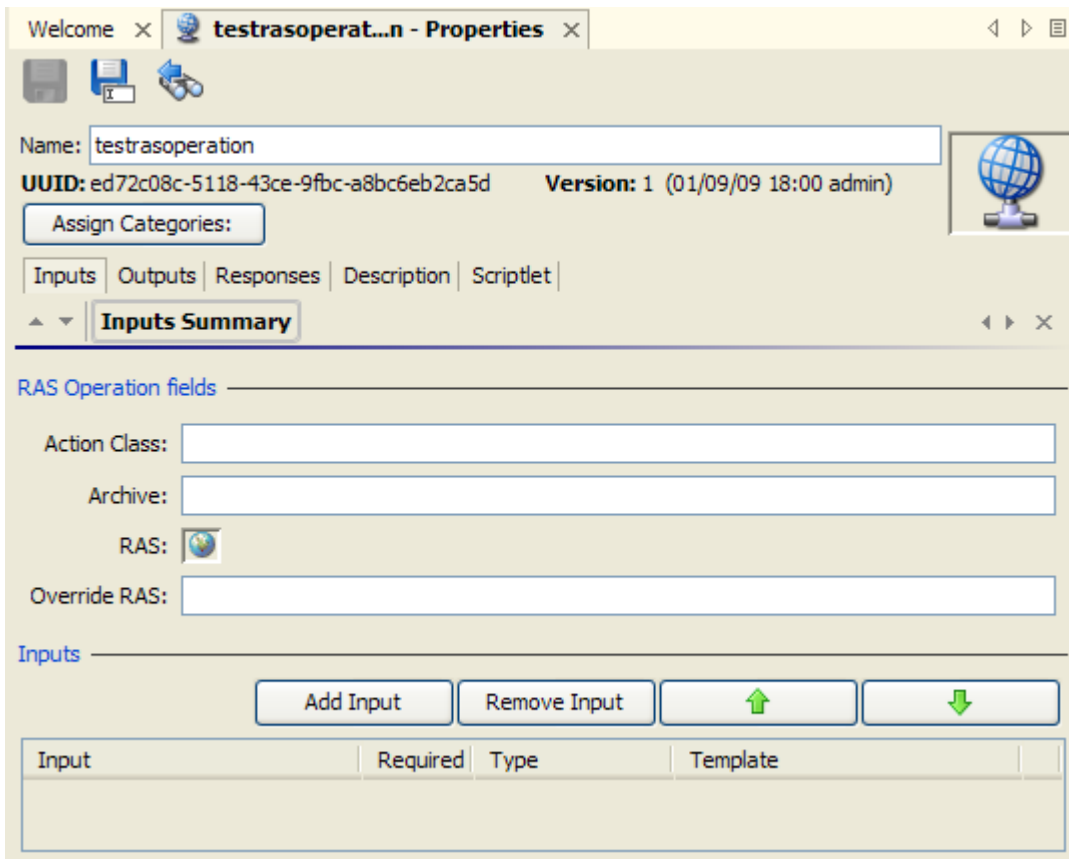 Welcome testrasoperat...n - Properties
Name: testrasoperation
UUID: ed72c08c-5118-43ce-9fbc-a8bc6eb2ca5d Version: 1 (01/09/09 18:00 admin)
Assign Categories:
Inputs Outputs Responses Description Scriptlet
Inputs Summary
RAS Operation fields
Action Class:
Archive:
RAS:
Override RAS:
Inputs
Add Input Remove Input
Input Required Type Template